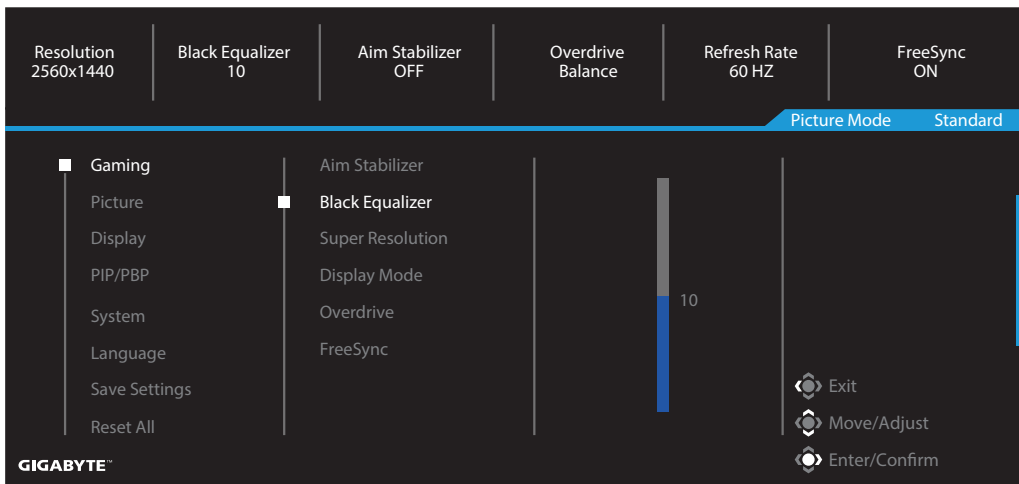 Resolution
2560x1440
Black Equalizer
10
Aim Stabilizer
OFF
Overdrive
Balance
Refresh Rate
60 HZ
FreeSync
ON
Picture Mode Standard
Gaming
Picture
Display
PIP/PBP
System
Language
Save Settings
Reset All
Aim Stabilizer
Black Equalizer
Super Resolution
Display Mode
Overdrive
FreeSync
10
Exit
Move/Adjust
Enter/Confirm
GIGABYTE™